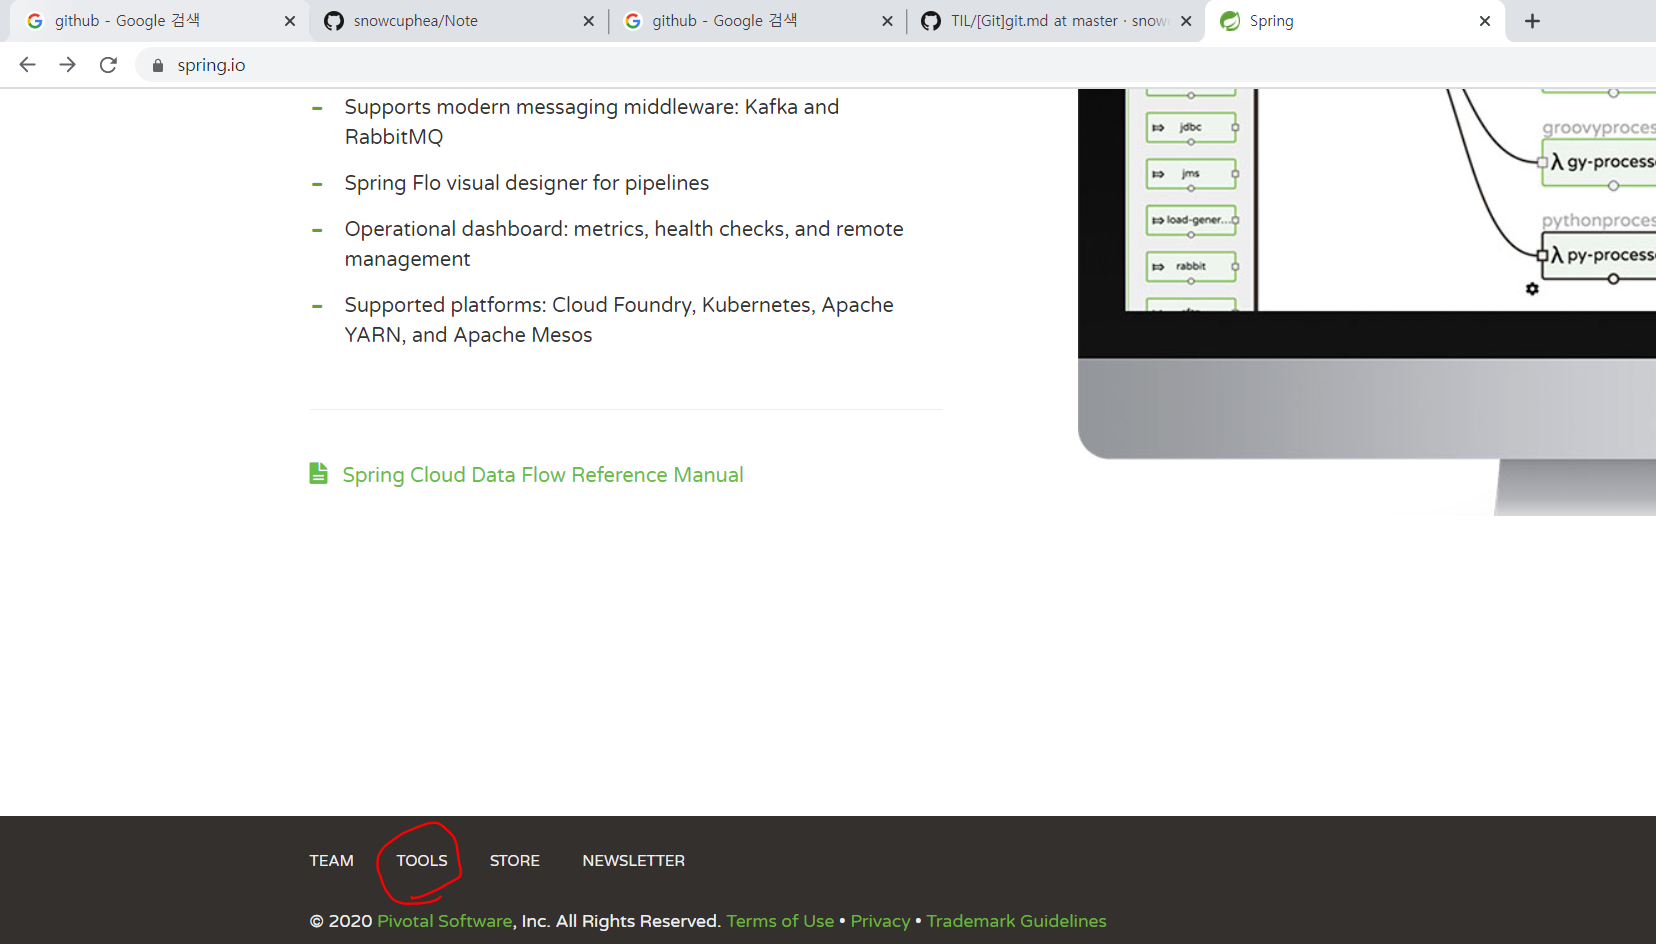 github - Google 검색
snowcuphea/Note
github - Google 검색
TIL/[Git]git.md at master · snow
Spring
spring.io
Supports modern messaging middleware: Kafka and
RabbitMQ
Spring Flo visual designer for pipelines
Operational dashboard: metrics, health checks, and remote
management
Supported platforms: Cloud Foundry, Kubernetes, Apache
YARN, and Apache Mesos
Spring Cloud Data Flow Reference Manual
jdbc
jms
load-gener...
rabbit
groovyproces
λ gy-process
pythonproces
λ py-process
TEAM TOOLS STORE NEWSLETTER
© 2020 Pivotal Software, Inc. All Rights Reserved. Terms of Use • Privacy • Trademark Guidelines